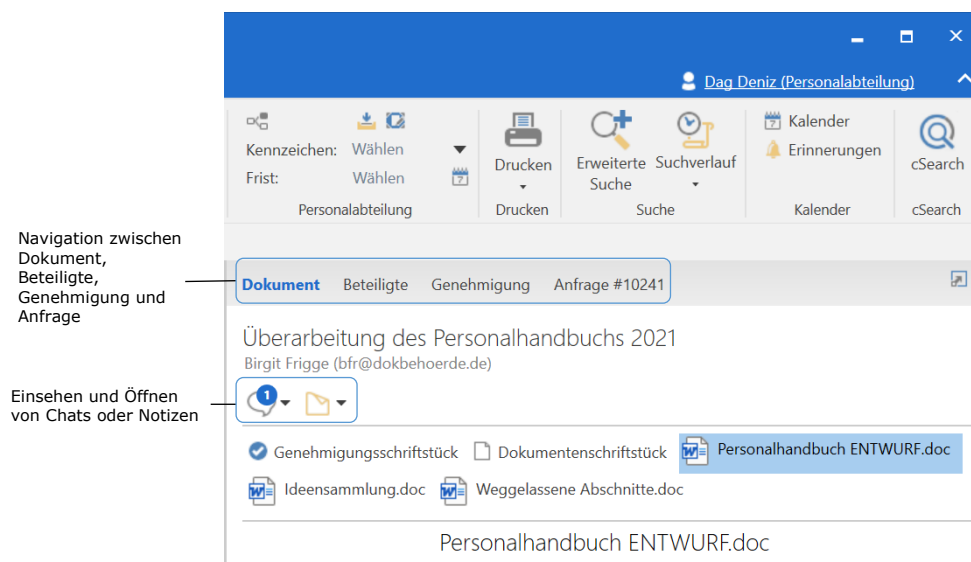 Dag Deniz (Personalabteilung)
Kennzeichen: Wählen
Frist: Wählen
7
Personalabteilung
Drucken
Drucken
Erweiterte
Suche
Suchverlauf
Suche
7 Kalender
Erinnerungen
Kalender
cSearch
cSearch
Navigation zwischen
Dokument,
Beteiligte,
Genehmigung und
Anfrage
Dokument Beteiligte Genehmigung Anfrage #10241
Überarbeitung des Personalhandbuchs 2021
Birgit Frigge (bfr@dokbehoerde.de)
Einsehen und Öffnen
von Chats oder Notizen
1
Genehmigungsschriftstück Dokumentenschriftstück W Personalhandbuch ENTWURF.doc
W Ideensammlung.doc W Weggelassene Abschnitte.doc
Personalhandbuch ENTWURF.doc